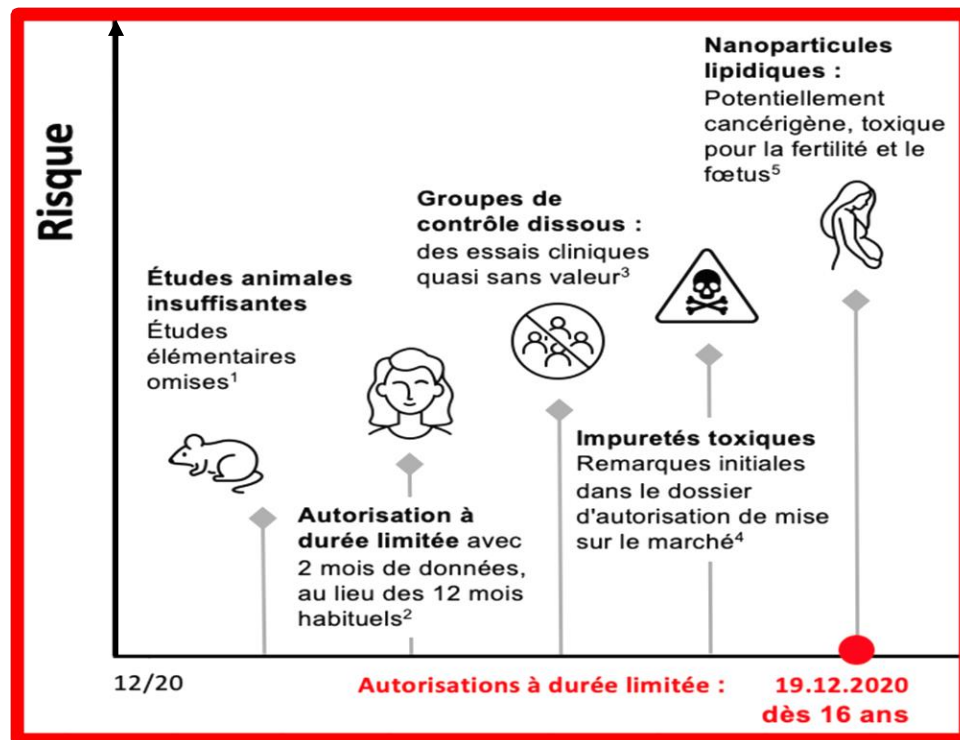 Risque
Études animales
insuffisantes
Études
élémentaires
omises¹
Autorisation à
durée limitée avec
2 mois de données,
au lieu des 12 mois
habituels²
Groupes de
contrôle dissous :
des essais cliniques
quasi sans valeur³
Impuretés toxiques
Remarques initiales
dans le dossier
d'autorisation de mise
sur le marché⁴
Nanoparticules
lipidiques :
Potentiellement
cancérigène, toxique
pour la fertilité et le
fœtus⁵
12/20
Autorisations à durée limitée :
19.12.2020
dès 16 ans